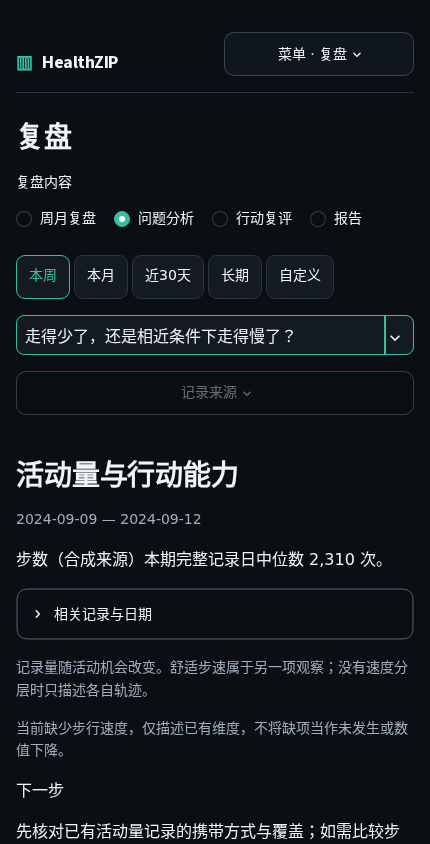 HealthZIP
菜单 · 复盘
复盘
复盘内容
周月复盘
问题分析
行动复评
报告
本周
本月
近30天
长期
自定义
走得少了，还是相近条件下走得慢了？
记录来源
活动量与行动能力
2024-09-09 — 2024-09-12
步数（合成来源）本期完整记录日中位数 2,310 次。
相关记录与日期
记录量随活动机会改变。舒适步速属于另一项观察；没有速度分
层时只描述各自轨迹。
当前缺少步行速度，仅描述已有维度，不将缺项当作未发生或数
值下降。
下一步
先核对已有活动量记录的携带方式与覆盖；如需比较步